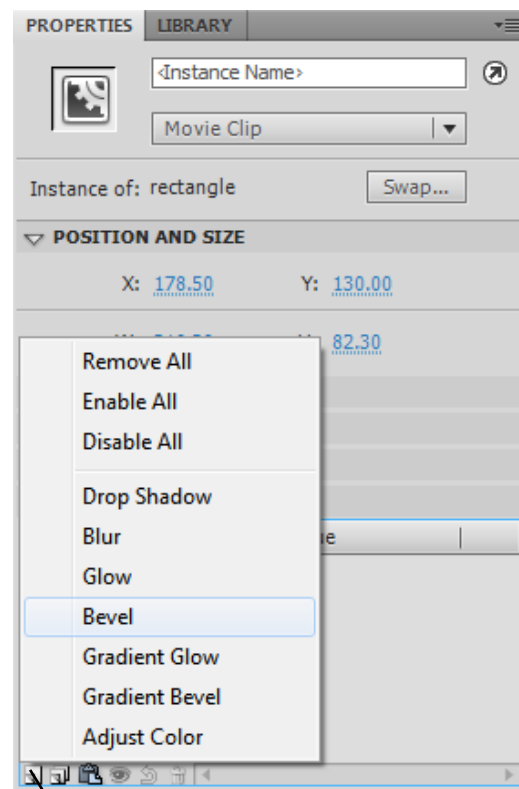 PROPERTIES LIBRARY
<Instance Name>
Movie Clip
Instance of: rectangle Swap...
POSITION AND SIZE
X: 178.50 Y: 130.00
82.30
Remove All
Enable All
Disable All
Drop Shadow
Blur
Glow
Bevel
Gradient Glow
Gradient Bevel
Adjust Color